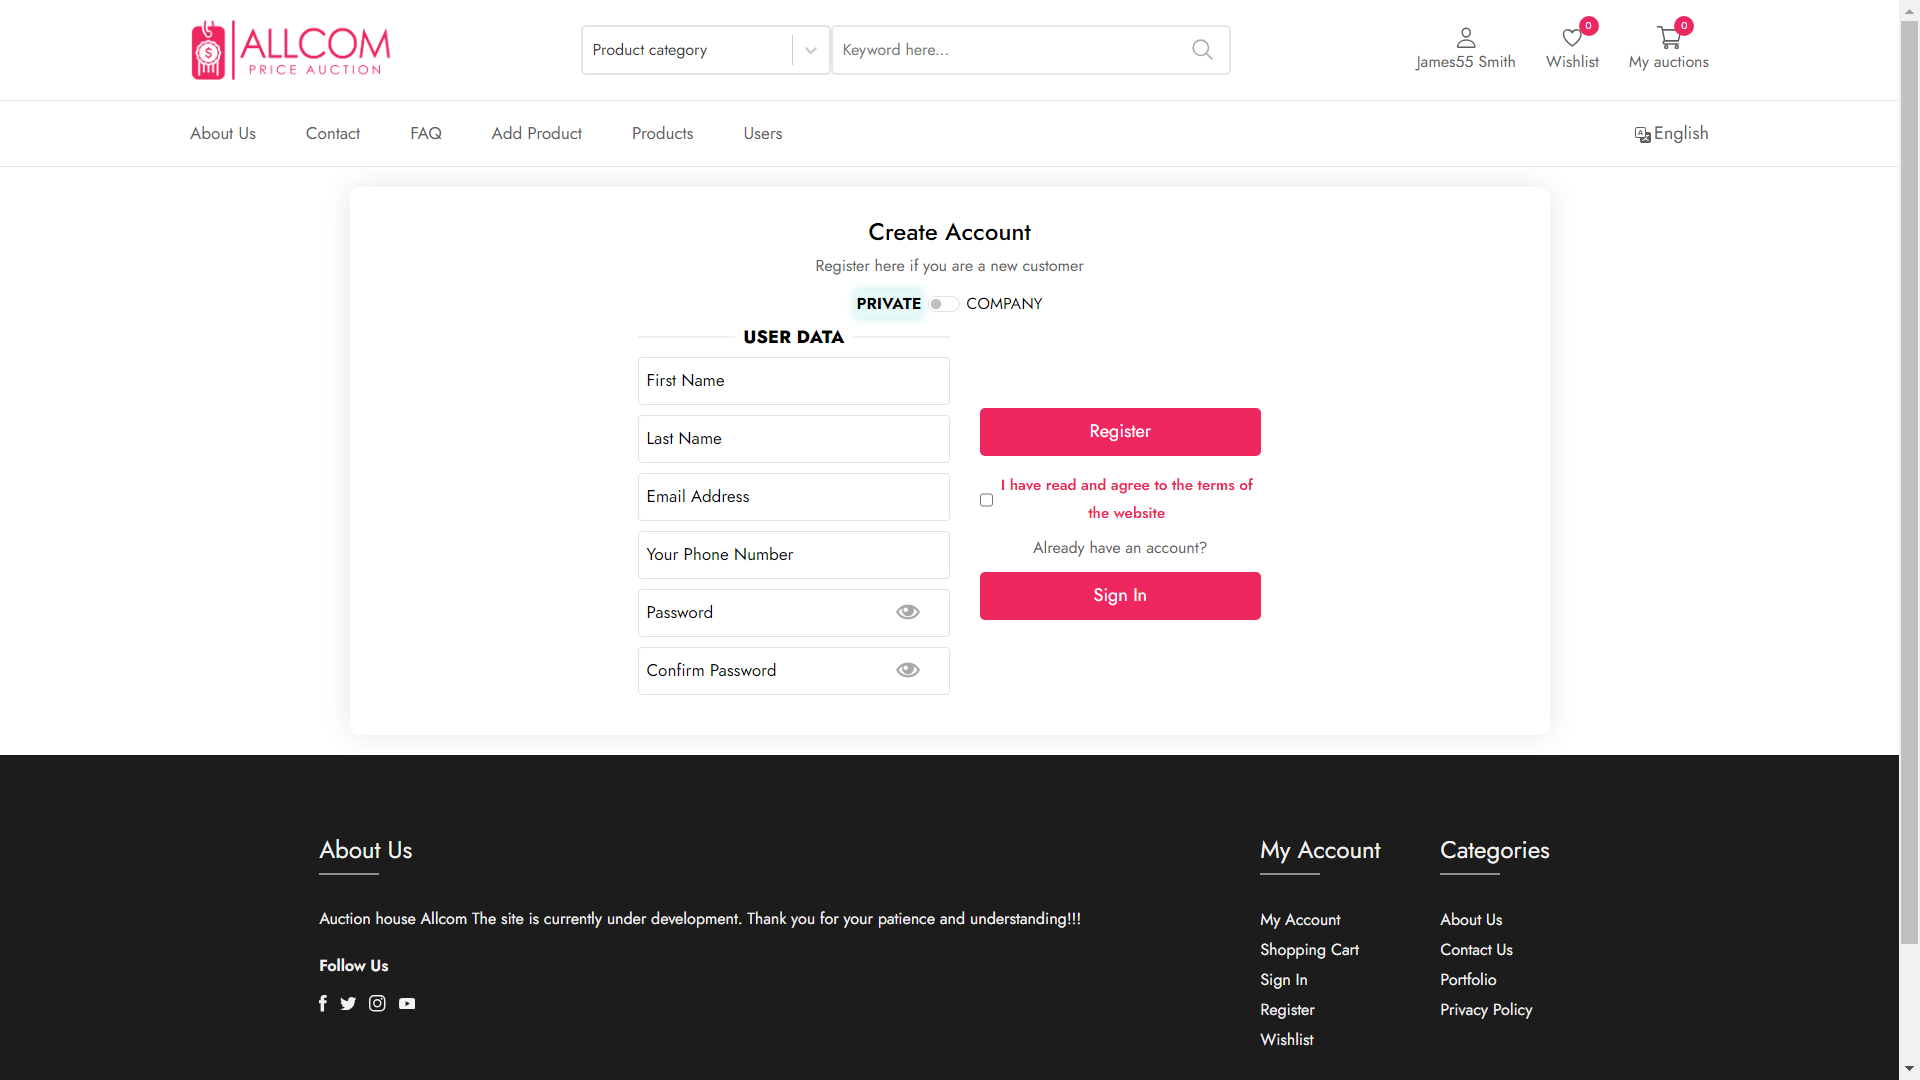 ALLCOM
PRICE AUCTION
Product category
Keyword here...
James55 Smith
0
Wishlist
0
My auctions
About Us
Contact
FAQ
Add Product
Products
Users
English
Create Account
Register here if you are a new customer
PRIVATE
COMPANY
USER DATA
First Name
Last Name
Email Address
Your Phone Number
Password
Confirm Password
Register
I have read and agree to the terms of
the website
Already have an account?
Sign In
About Us
Auction house Allcom The site is currently under development. Thank you for your patience and understanding!!!
Follow Us
My Account
My Account
Shopping Cart
Sign In
Register
Wishlist
Categories
About Us
Contact Us
Portfolio
Privacy Policy